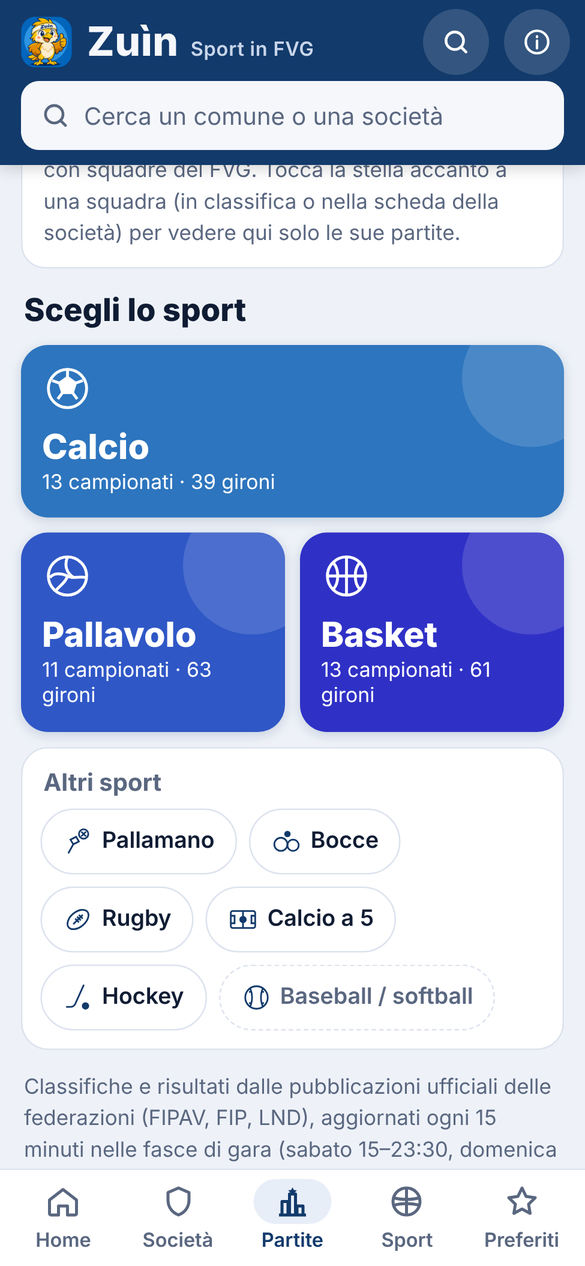 Zuìn Sport in FVG
Cerca un comune o una società
con squadre del FVG. Tocca la stella accanto a
una squadra (in classifica o nella scheda della
società) per vedere qui solo le sue partite.
Scegli lo sport
Calcio
13 campionati · 39 gironi
Pallavolo
11 campionati · 63
gironi
Basket
13 campionati · 61
gironi
Altri sport
Pallamano
Bocce
Rugby
Calcio a 5
Hockey
Baseball / softball
Classifiche e risultati dalle pubblicazioni ufficiali delle
federazioni (FIPAV, FIP, LND), aggiornati ogni 15
minuti nelle fasce di gara (sabato 15–23:30, domenica
Home
Società
Partite
Sport
Preferiti